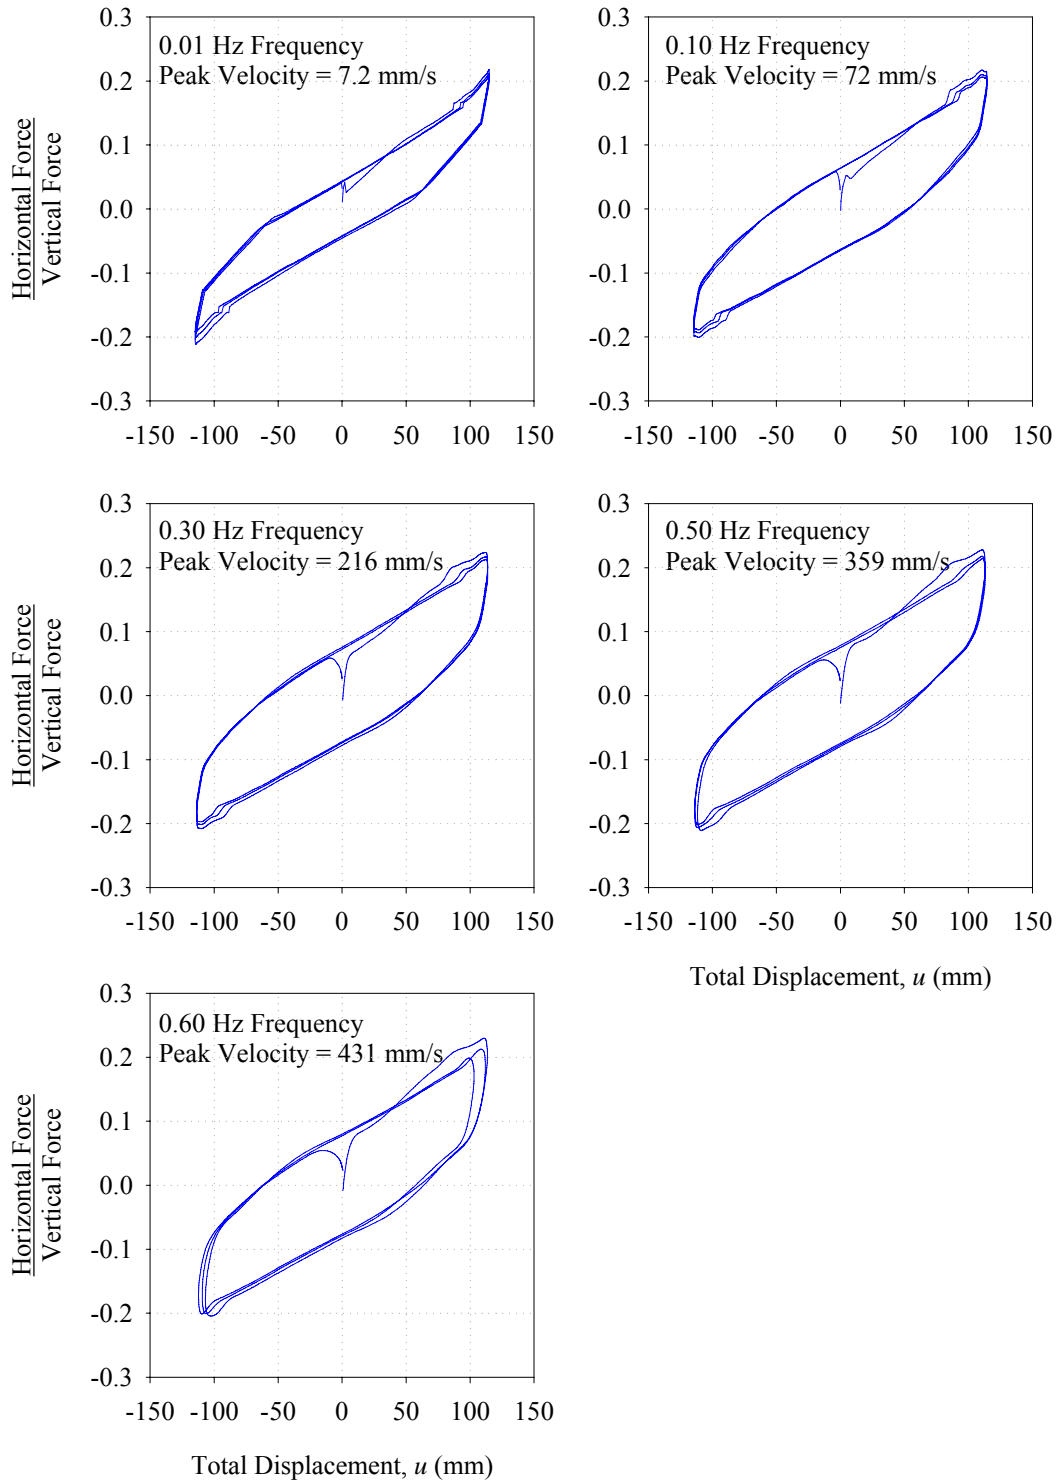 0.3
0.01 Hz Frequency
Peak Velocity = 7.2 mm/s
0.2
0.1
0.0
-0.1
-0.2
-0.3
Horizontal Force
Vertical Force
-150 -100 -50 0 50 100 150
0.3
0.10 Hz Frequency
Peak Velocity = 72 mm/s
0.2
0.1
0.0
-0.1
-0.2
-0.3
-150 -100 -50 0 50 100 150
0.3
0.30 Hz Frequency
Peak Velocity = 216 mm/s
0.2
0.1
0.0
-0.1
-0.2
-0.3
Horizontal Force
Vertical Force
-150 -100 -50 0 50 100 150
0.3
0.50 Hz Frequency
Peak Velocity = 359 mm/s
0.2
0.1
0.0
-0.1
-0.2
-0.3
-150 -100 -50 0 50 100 150
Total Displacement, u (mm)
0.3
0.60 Hz Frequency
Peak Velocity = 431 mm/s
0.2
0.1
0.0
-0.1
-0.2
-0.3
Horizontal Force
Vertical Force
-150 -100 -50 0 50 100 150
Total Displacement, u (mm)